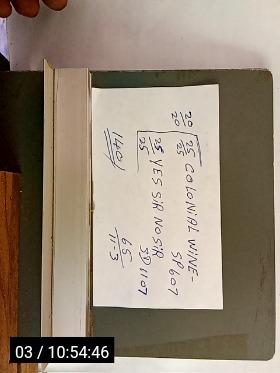 20/20 25/25 COLONIAL WINE-
SP607
25/25 YES SIR NO SIR
SP1107
140/
65
11-3
03 / 10:54:46